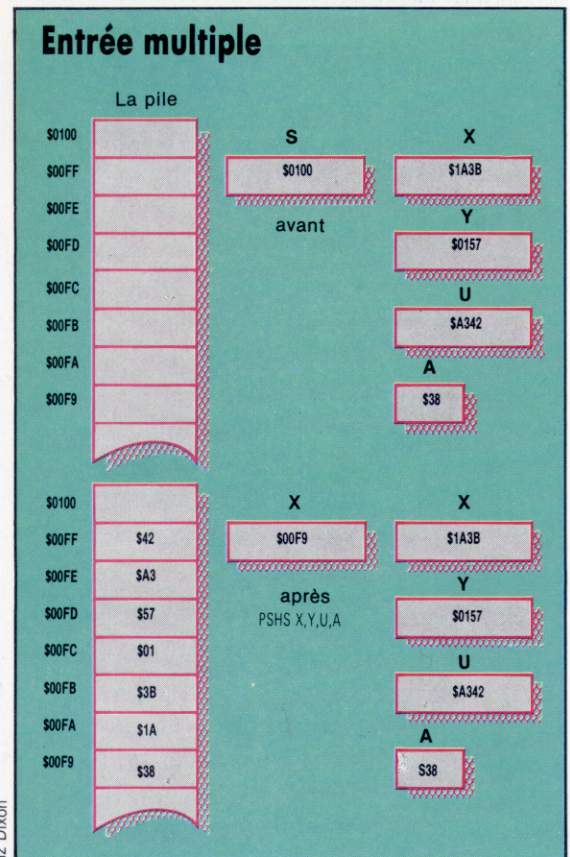 Entrée multiple
La pile
$0100
S
X
$00FF
$0100
$1A3B
$00FE
avant
Y
$00FD
$0157
$00FC
U
$00FB
$A342
$00FA
A
$00F9
$38
$0100
X
X
$00FF
$42
$00F9
$1A3B
$00FE
$A3
après
Y
PSHS X,Y,U,A
$00FD
$57
$0157
$00FC
$01
U
$00FB
$3B
$A342
$00FA
$1A
A
$00F9
$38
S38
Dixon